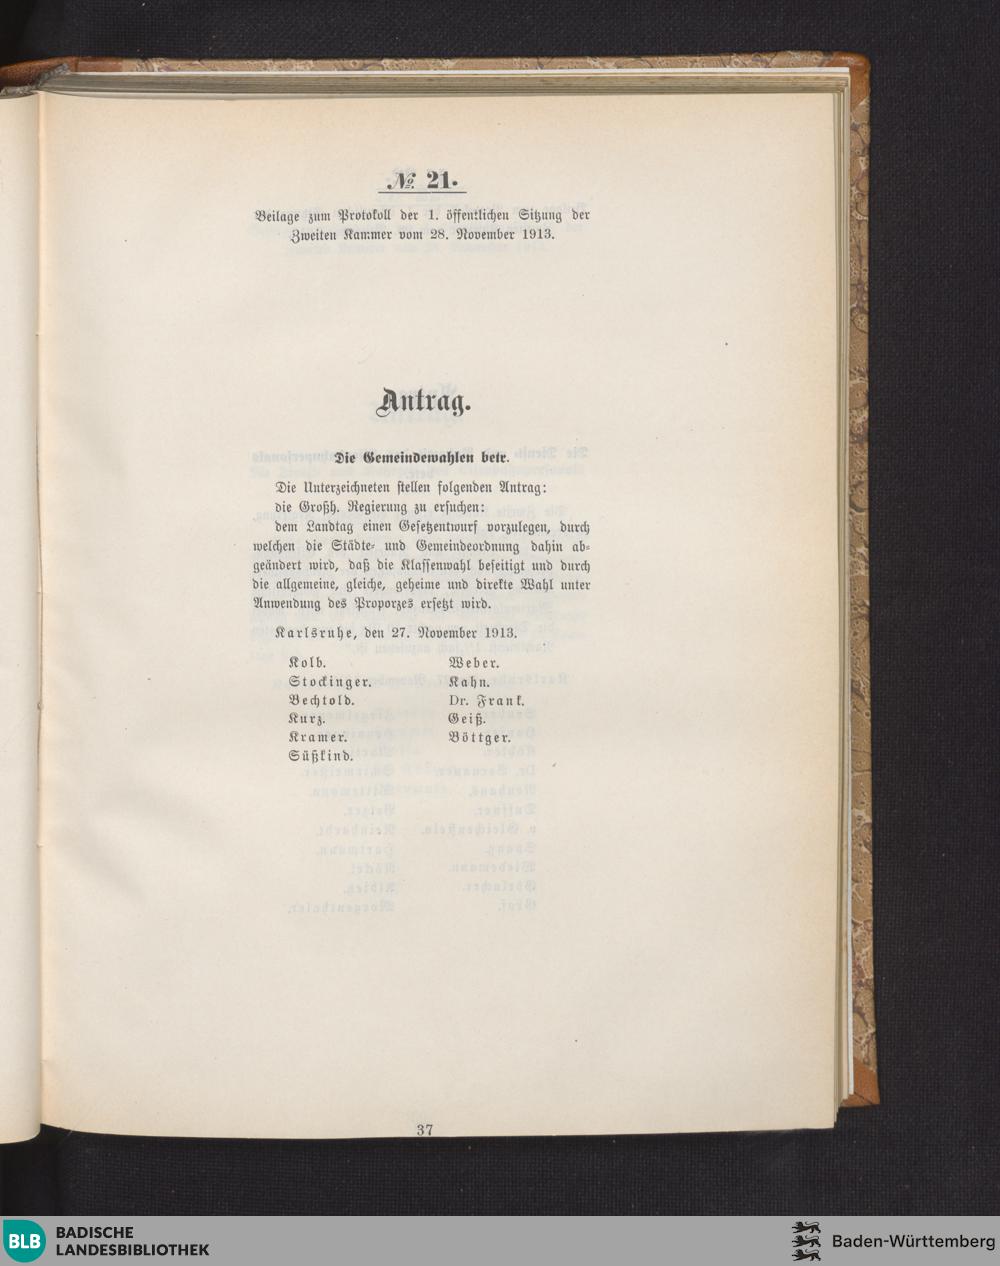 № 21.
Beilage zum Protokoll der 1. öffentlichen Sitzung der
Zweiten Kammer vom 28. November 1913.
Antrag.
Die Gemeindewahlen betr.
Die Unterzeichneten stellen folgenden Antrag:
die Großh. Regierung zu ersuchen:
dem Landtag einen Gesetzentwurf vorzulegen, durch
welchen die Städte- und Gemeindeordnung dahin ab-
geändert wird, daß die Klassenwahl beseitigt und durch
die allgemeine, gleiche, geheime und direkte Wahl unter
Anwendung des Proporzes ersetzt wird.
Karlsruhe, den 27. November 1913.
Kolb.
Stockinger.
Bechtold.
Kurz.
Kramer.
Süßkind.
Weber.
Kahn.
Dr. Frank.
Geiß.
Böttger.
37
BLB BADISCHE
LANDESBIBLIOTHEK
Baden-Württemberg